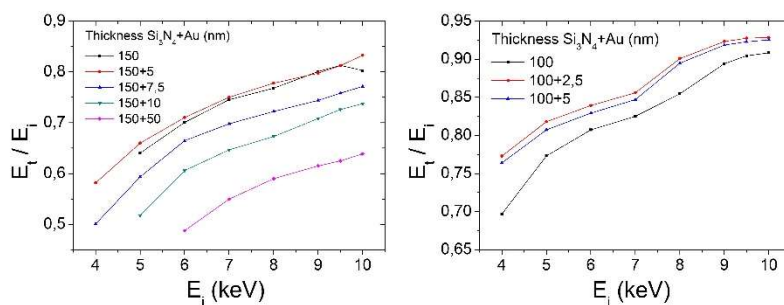 Thickness Si₃N₄+Au (nm)
150
150+5
150+7,5
150+10
150+50
0,9
0,8
0,7
0,6
0,5
Eₜ / Eᵢ
4 5 6 7 8 9 10
Eᵢ (keV)
Thickness Si₃N₄+Au (nm)
100
100+2,5
100+5
0,95
0,90
0,85
0,80
0,75
0,70
0,65
Eₜ / Eᵢ
4 5 6 7 8 9 10
Eᵢ (keV)